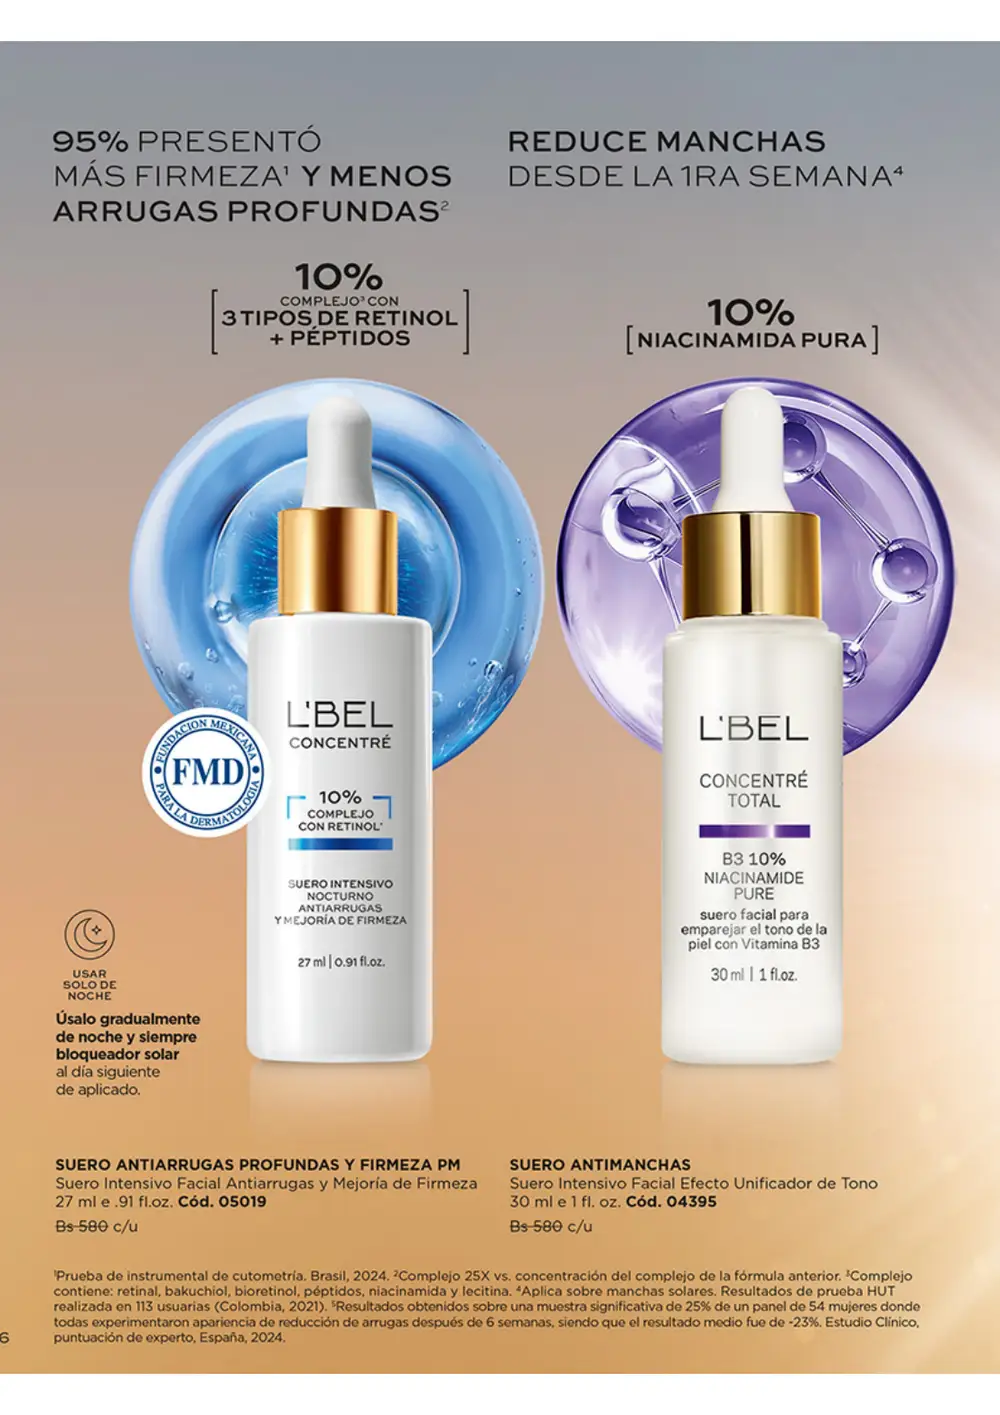 95% PRESENTÓ
MÁS FIRMEZA¹ Y MENOS
ARRUGAS PROFUNDAS²
10%
COMPLEJO³ CON
3 TIPOS DE RETINOL
+ PÉPTIDOS
REDUCE MANCHAS
DESDE LA 1RA SEMANA⁴
10%
[NIACINAMIDA PURA]
L'BEL
CONCENTRÉ
10%
COMPLEJO
CON RETINOL*
SUERO INTENSIVO
NOCTURNO
ANTIARRUGAS
Y MEJORÍA DE FIRMEZA
27 ml | 0.91 fl.oz.
FUNDACION MEXICANA
FMD
PARA LA DERMATOLOGIA
L'BEL
CONCENTRÉ
TOTAL
B3 10%
NIACINAMIDE
PURE
suero facial para
emparejar el tono de la
piel con Vitamina B3
30 ml | 1 fl.oz.
USAR
SOLO DE
NOCHE
Úsalo gradualmente
de noche y siempre
bloqueador solar
al día siguiente
de aplicado.
SUERO ANTIARRUGAS PROFUNDAS Y FIRMEZA PM
Suero Intensivo Facial Antiarrugas y Mejoría de Firmeza
27 ml e .91 fl.oz. Cód. 05019
Bs 580 c/u
SUERO ANTIMANCHAS
Suero Intensivo Facial Efecto Unificador de Tono
30 ml e 1 fl. oz. Cód. 04395
Bs 580 c/u
¹Prueba de instrumental de cutometría. Brasil, 2024. ²Complejo 25X vs. concentración del complejo de la fórmula anterior. ³Complejo
contiene: retinal, bakuchiol, bioretinol, péptidos, niacinamida y lecitina. ⁴Aplica sobre manchas solares. Resultados de prueba HUT
realizada en 113 usuarias (Colombia, 2021). ⁵Resultados obtenidos sobre una muestra significativa de 25% de un panel de 54 mujeres donde
todas experimentaron apariencia de reducción de arrugas después de 6 semanas, siendo que el resultado medio fue de -23%. Estudio Clínico,
puntuación de experto, España, 2024.
6